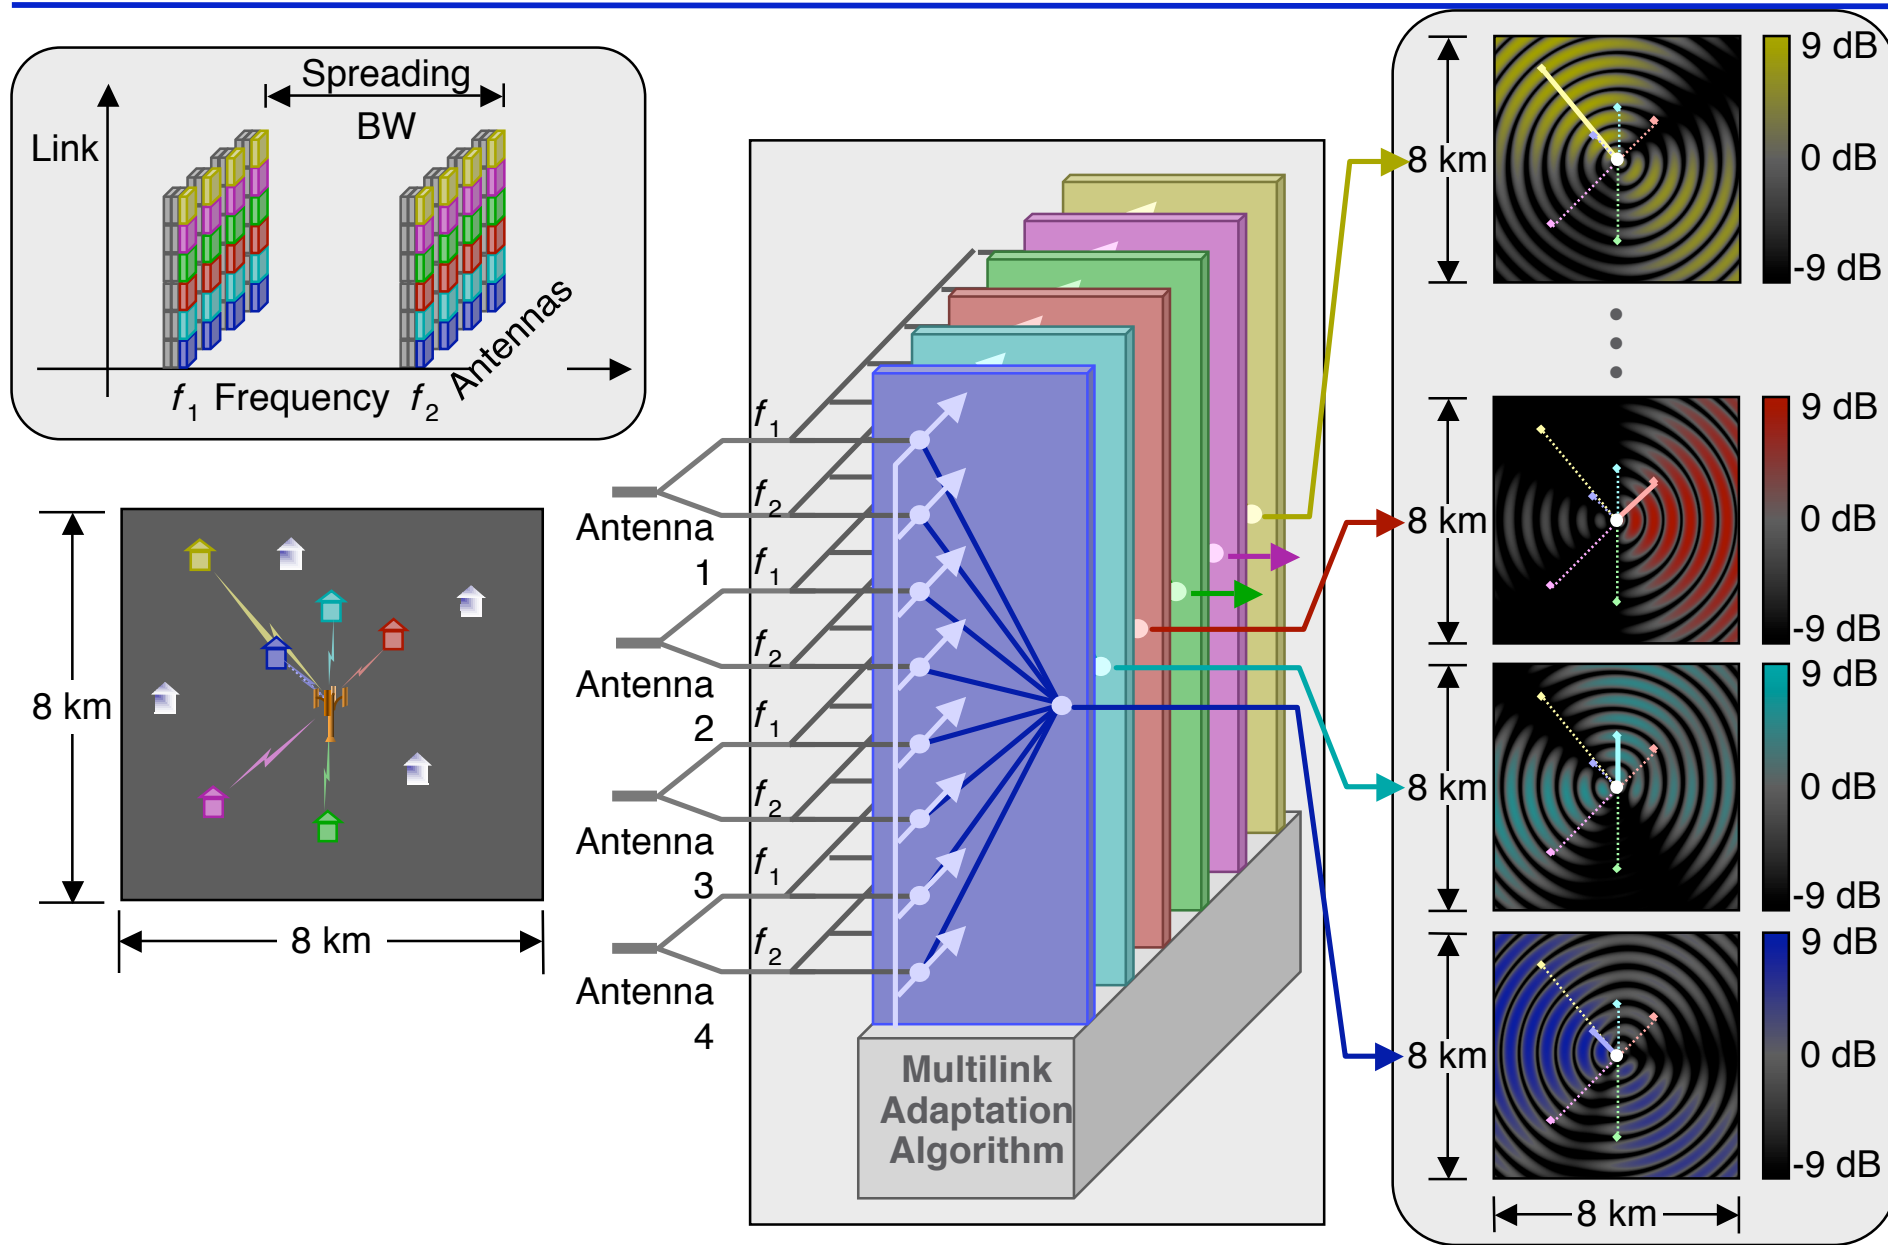 Spreading
BW
Link
f1 Frequency f2 Antennas
8 km
8 km
f1
f2
Antenna
1
f1
f2
Antenna
2
f1
f2
Antenna
3
f1
f2
Antenna
4
Multilink
Adaptation
Algorithm
9 dB
8 km
0 dB
-9 dB
9 dB
8 km
0 dB
-9 dB
9 dB
8 km
0 dB
-9 dB
9 dB
8 km
0 dB
-9 dB
8 km